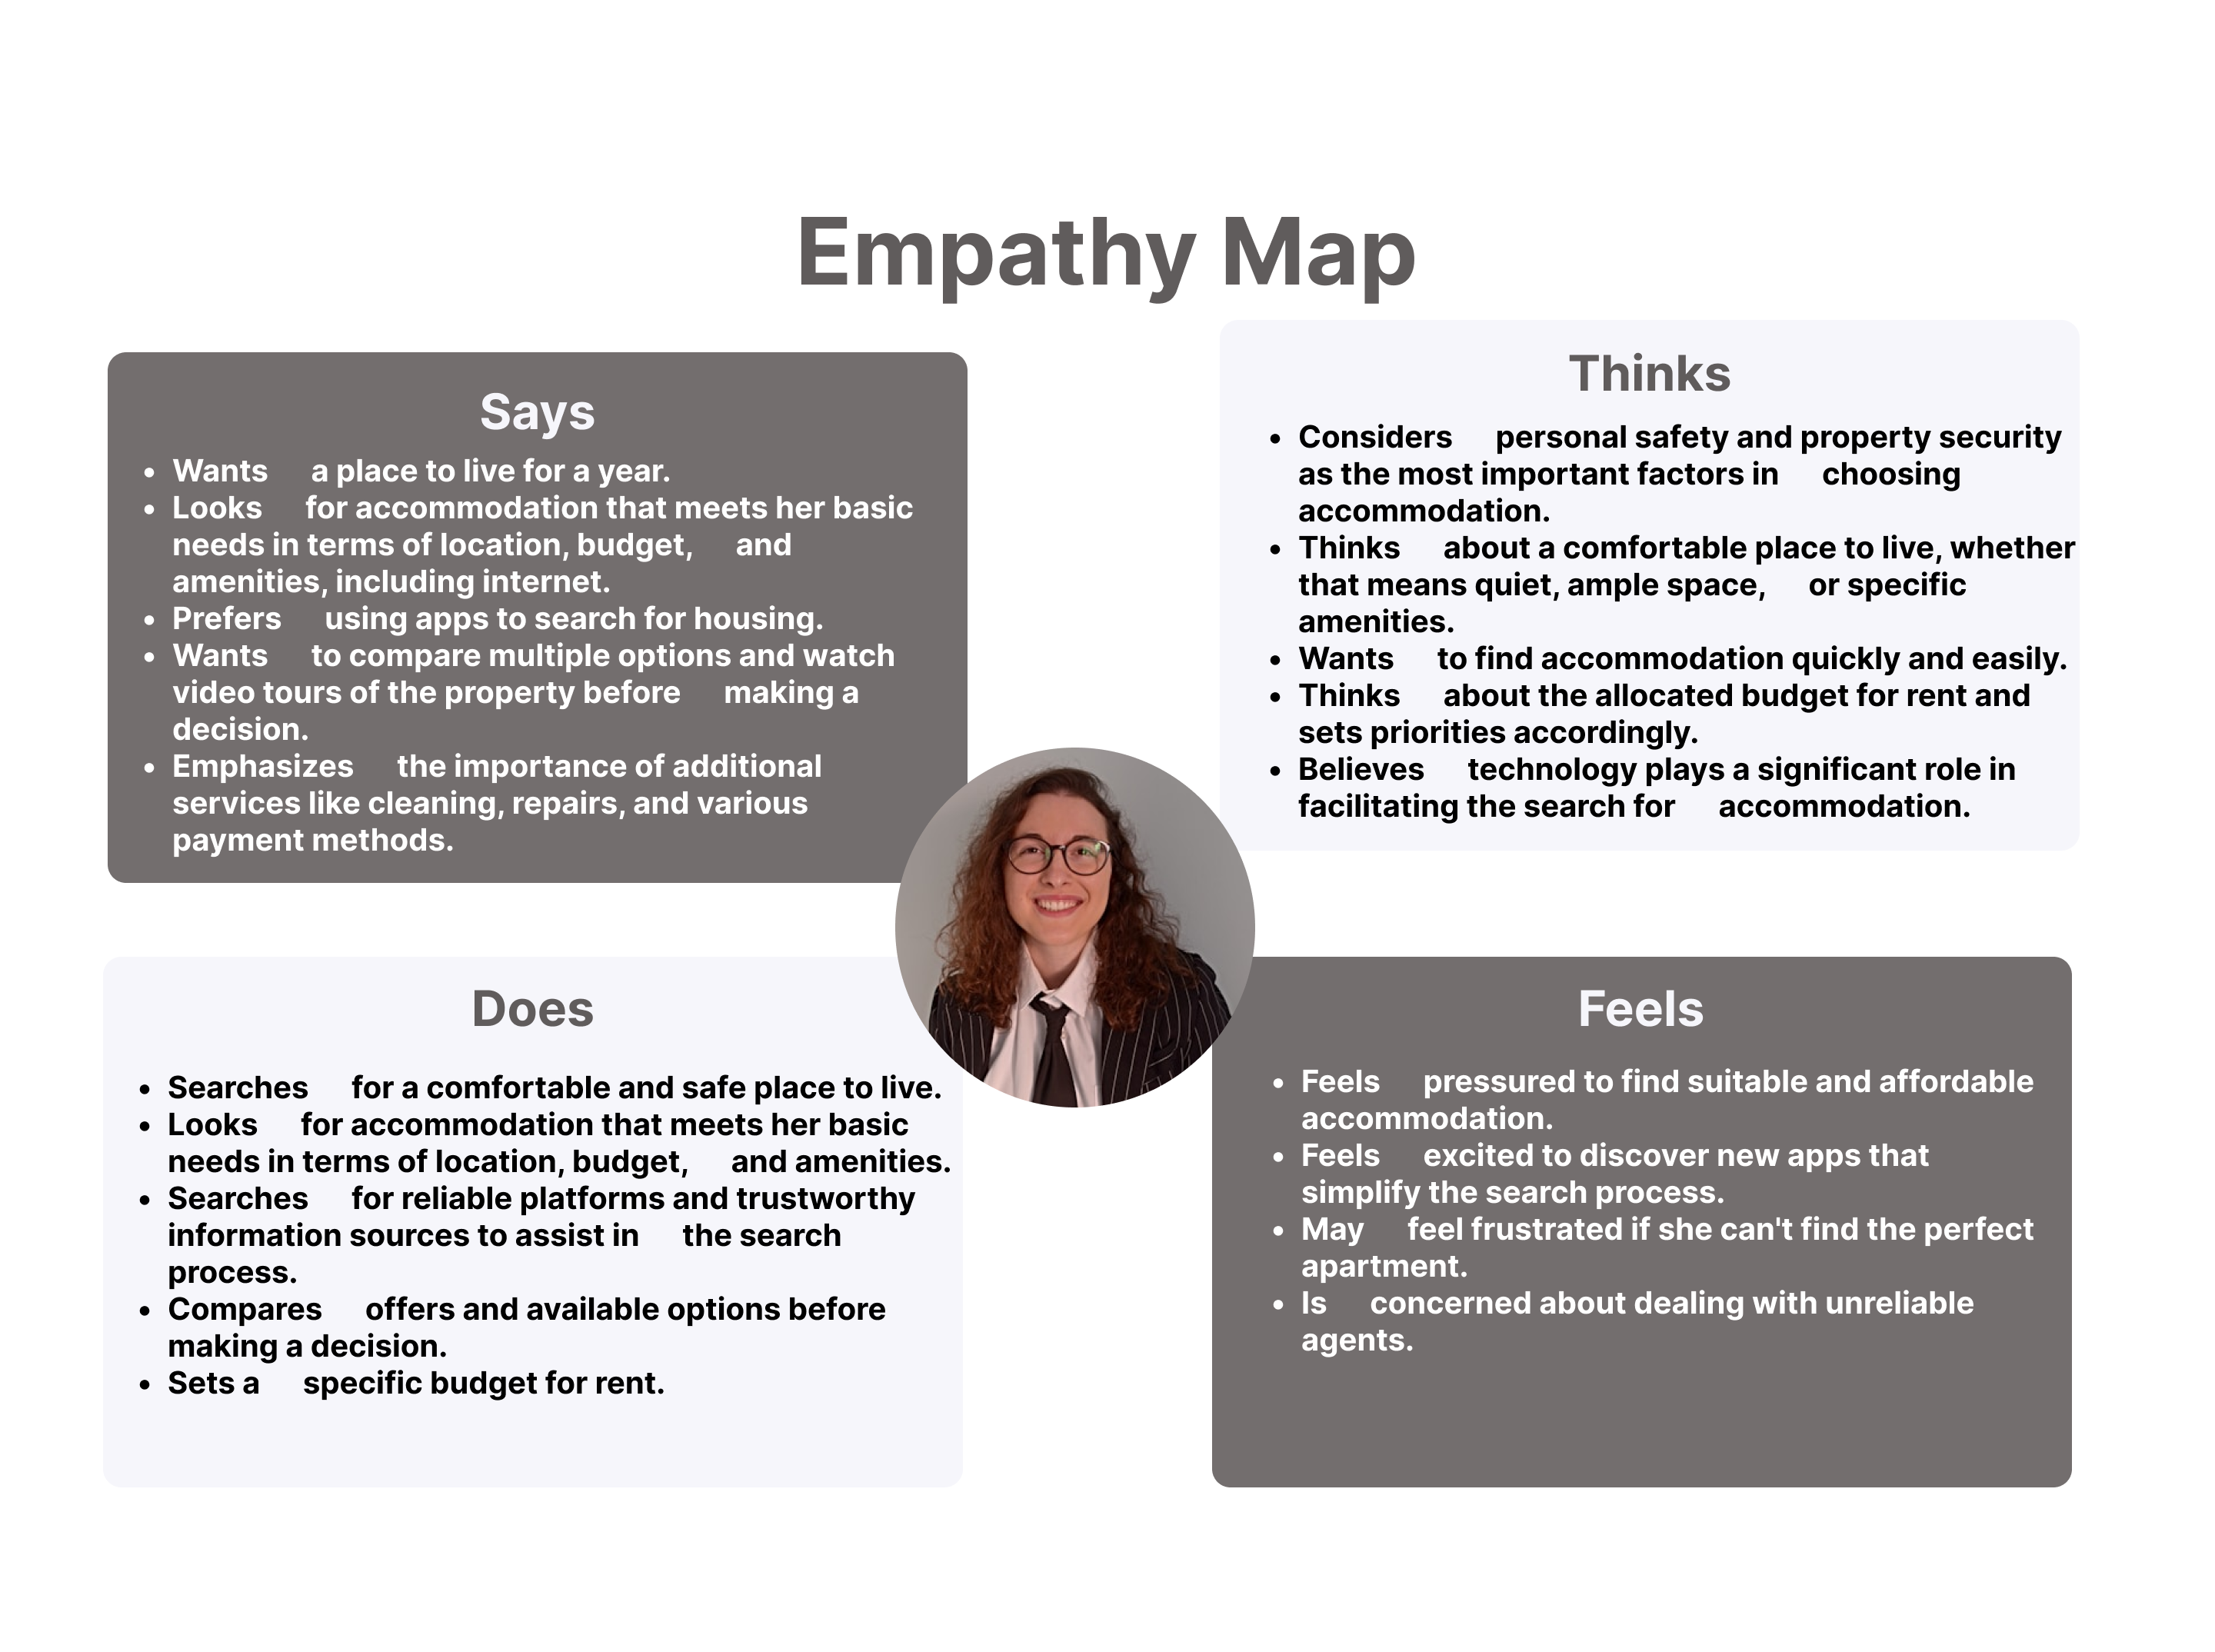 Empathy Map
Says
• Wants a place to live for a year.
• Looks for accommodation that meets her basic
needs in terms of location, budget, and
amenities, including internet.
• Prefers using apps to search for housing.
• Wants to compare multiple options and watch
video tours of the property before making a
decision.
• Emphasizes the importance of additional
services like cleaning, repairs, and various
payment methods.
Thinks
• Considers personal safety and property security
as the most important factors in choosing
accommodation.
• Thinks about a comfortable place to live, whether
that means quiet, ample space, or specific
amenities.
• Wants to find accommodation quickly and easily.
• Thinks about the allocated budget for rent and
sets priorities accordingly.
• Believes technology plays a significant role in
facilitating the search for accommodation.
Does
• Searches for a comfortable and safe place to live.
• Looks for accommodation that meets her basic
needs in terms of location, budget, and amenities.
• Searches for reliable platforms and trustworthy
information sources to assist in the search
process.
• Compares offers and available options before
making a decision.
• Sets a specific budget for rent.
Feels
• Feels pressured to find suitable and affordable
accommodation.
• Feels excited to discover new apps that
simplify the search process.
• May feel frustrated if she can't find the perfect
apartment.
• Is concerned about dealing with unreliable
agents.